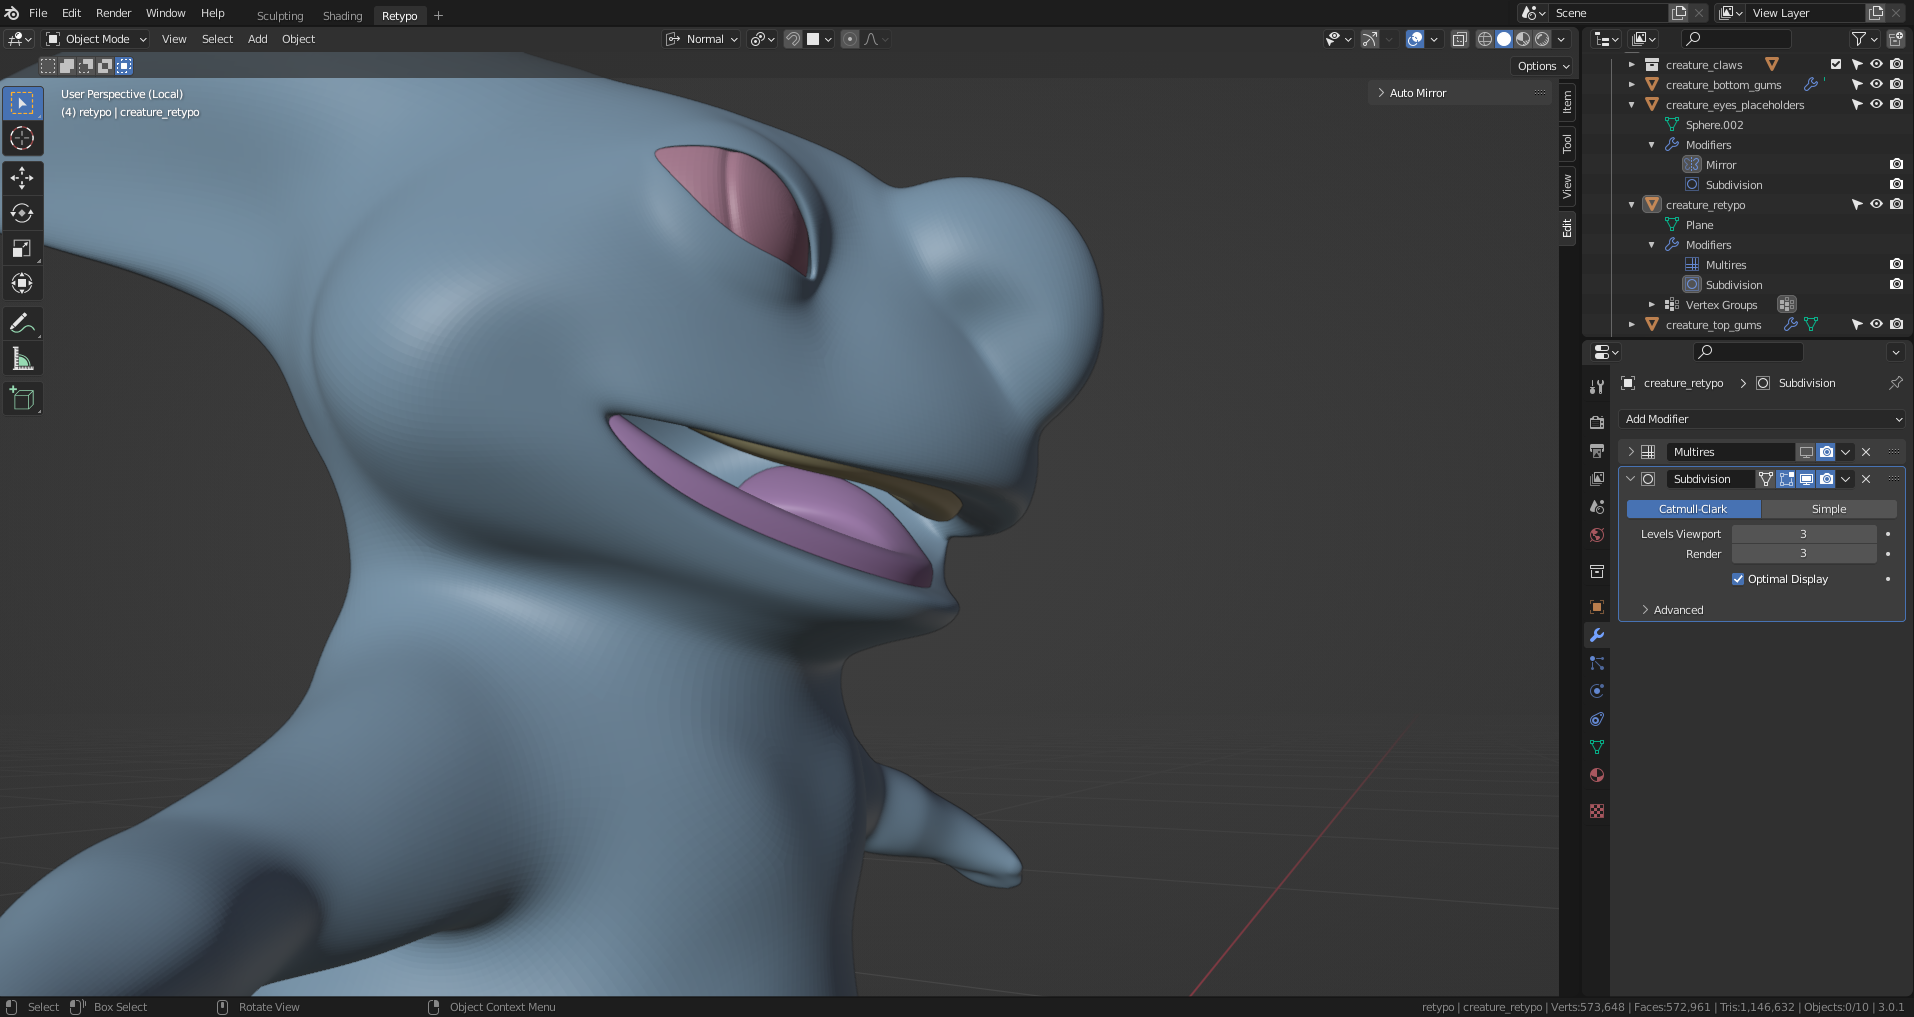 File Edit Render Window Help Sculpting Shading Retypo + Scene View Layer
Object Mode View Select Add Object Normal
Options
User Perspective (Local)
(4) retypo | creature_retypo
Auto Mirror
Item
Tool
View
Edit
creature_claws
creature_bottom_gums
creature_eyes_placeholders
Sphere.002
Modifiers
Mirror
Subdivision
creature_retypo
Plane
Modifiers
Multires
Subdivision
Vertex Groups
creature_top_gums
creature_retypo > Subdivision
Add Modifier
Multires
Subdivision
Catmull-Clark Simple
Levels Viewport 3
Render 3
Optimal Display
Advanced
Select Box Select Rotate View Object Context Menu retypo | creature_retypo | Verts:573,648 | Faces:572,961 | Tris:1,146,632 | Objects:0/10 | 3.0.1